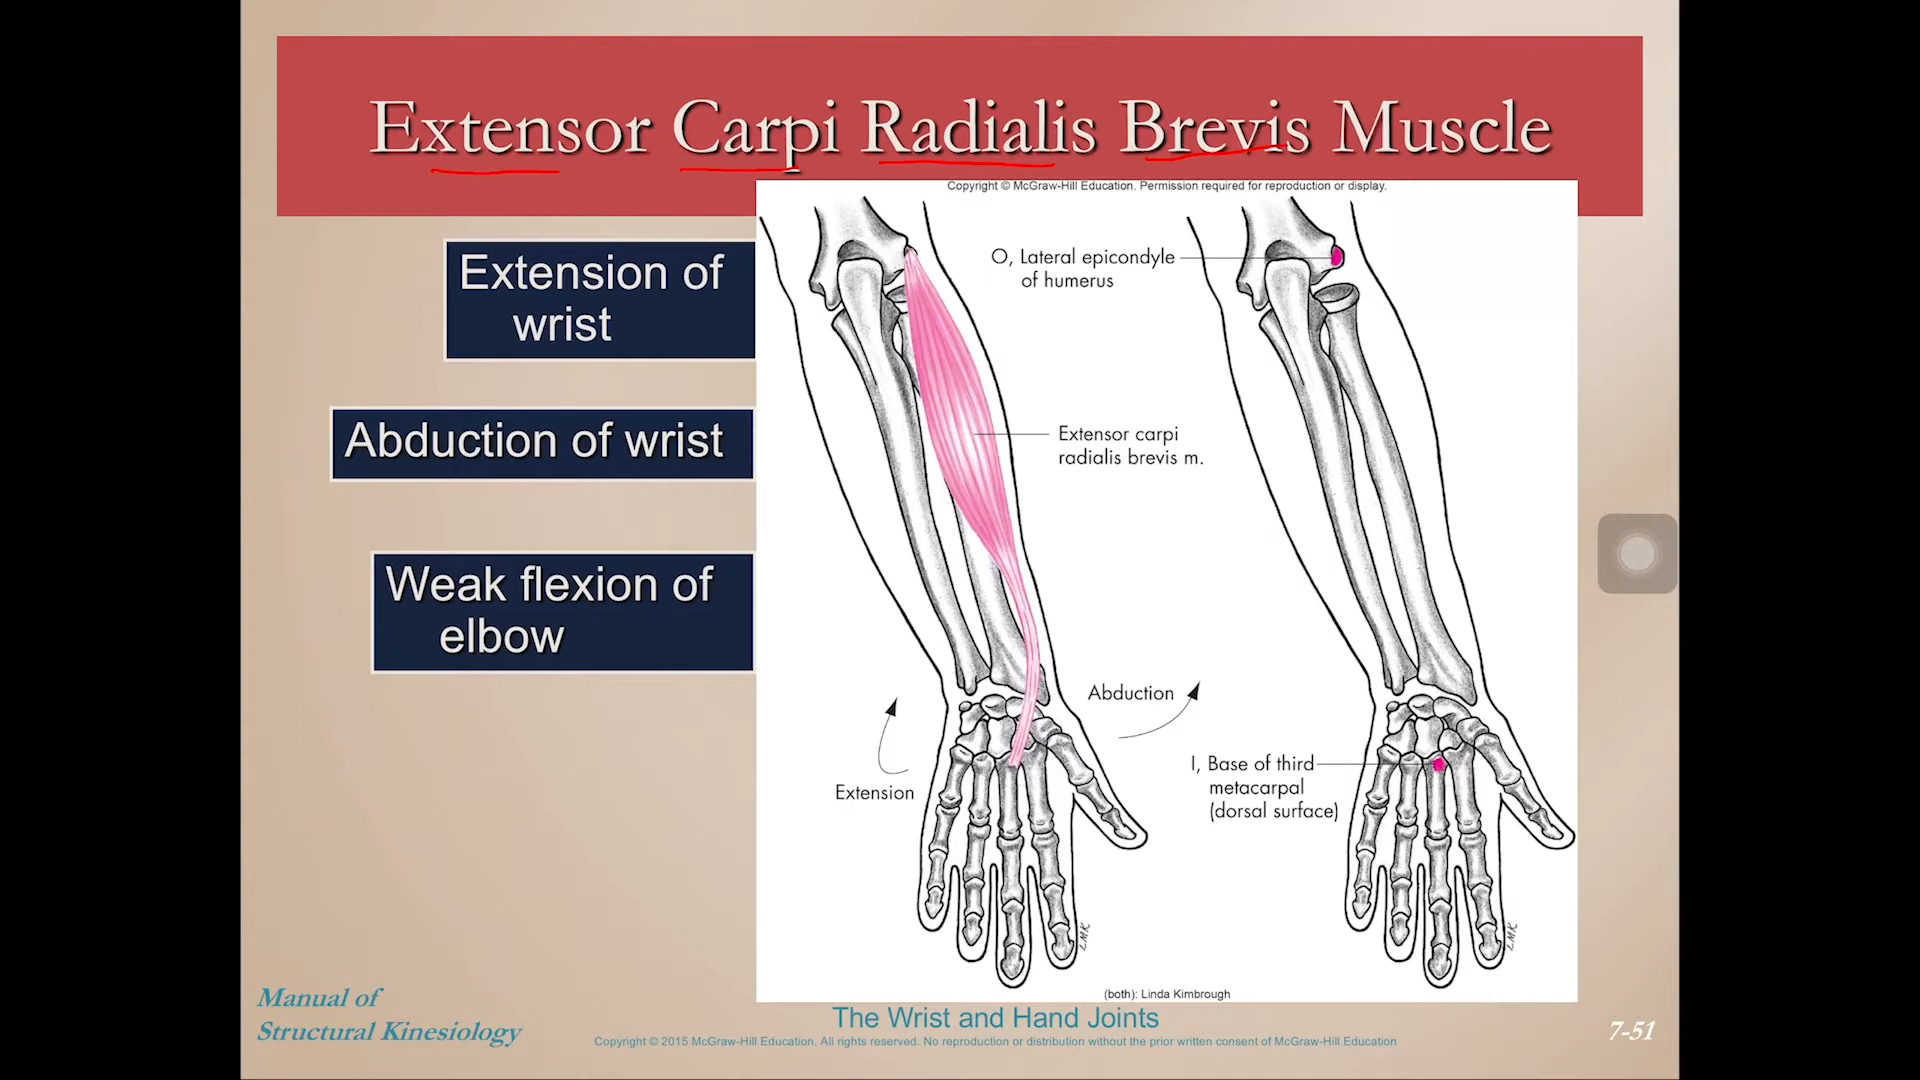 Extensor Carpi Radialis Brevis Muscle
Copyright © McGraw-Hill Education. Permission required for reproduction or display.
Extension of
wrist
Abduction of wrist
Weak flexion of
elbow
O, Lateral epicondyle
of humerus
Extensor carpi
radialis brevis m.
Abduction
Extension
I, Base of third
metacarpal
(dorsal surface)
LMK
LMK
(both): Linda Kimbrough
Manual of
Structural Kinesiology
The Wrist and Hand Joints
Copyright © 2015 McGraw-Hill Education. All rights reserved. No reproduction or distribution without the prior written consent of McGraw-Hill Education
7-51